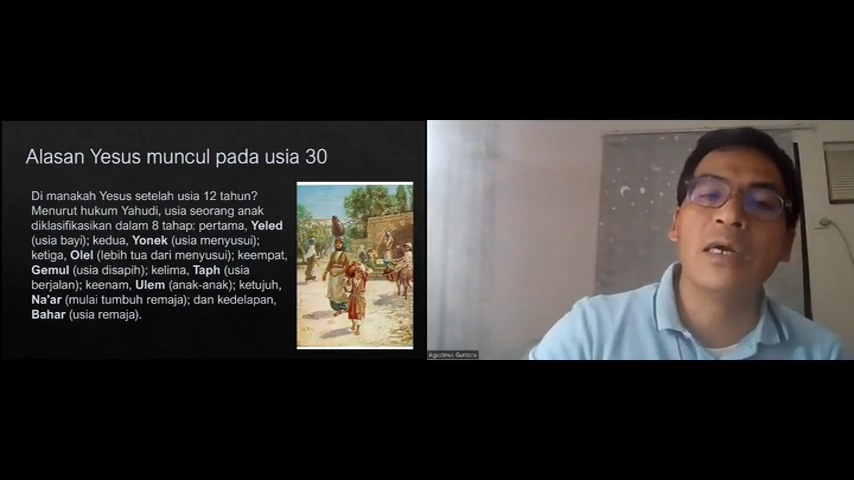 Alasan Yesus muncul pada usia 30
Di manakah Yesus setelah usia 12 tahun?
Menurut hukum Yahudi, usia seorang anak
diklasifikasikan dalam 8 tahap: pertama, Yeled
(usia bayi); kedua, Yonek (usia menyusui);
ketiga, Olel (lebih tua dari menyusui); keempat,
Gemul (usia disapih); kelima, Taph (usia
berjalan); keenam, Ulem (anak-anak); ketujuh,
Na'ar (mulai tumbuh remaja); dan kedelapan,
Bahar (usia remaja).
Agustinus Guntoro